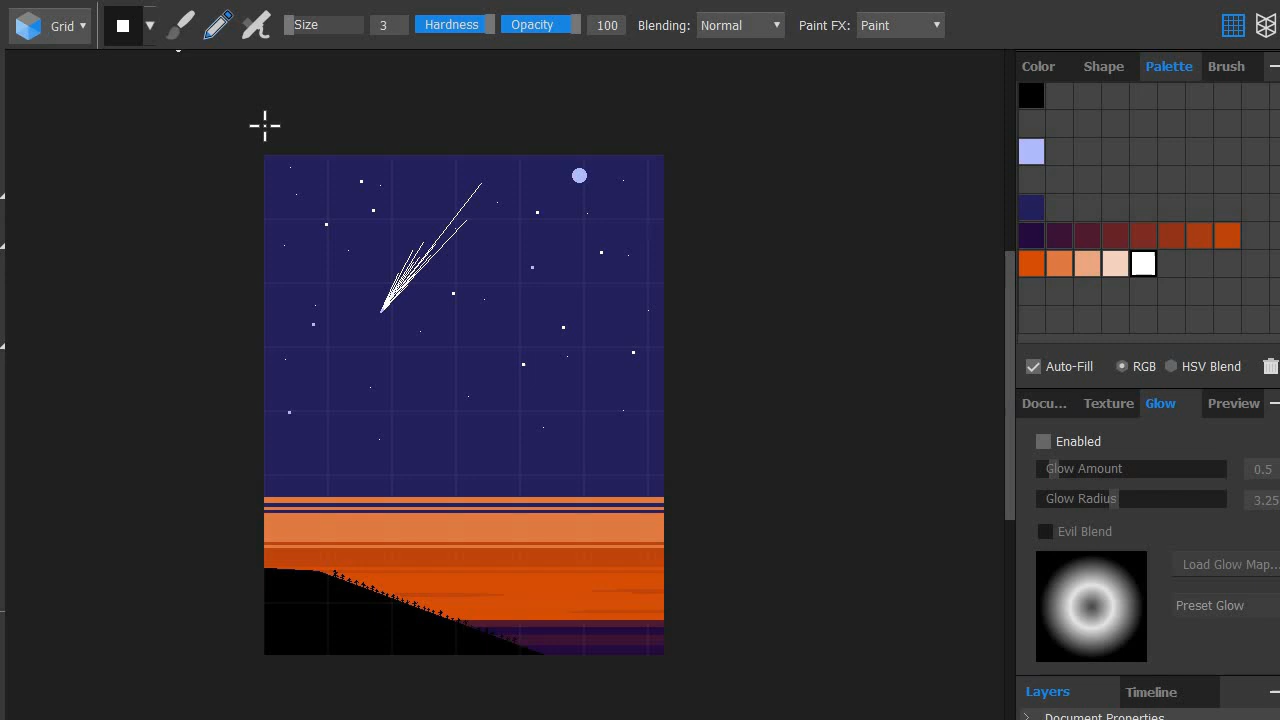 Grid Size 3 Hardness Opacity 100 Blending: Normal Paint FX: Paint
Color Shape Palette Brush
Auto-Fill RGB HSV Blend
Docu... Texture Glow Preview
Enabled
Glow Amount 0.5
Glow Radius 3.25
Evil Blend
Load Glow Map...
Preset Glow
Layers Timeline
Document Properties